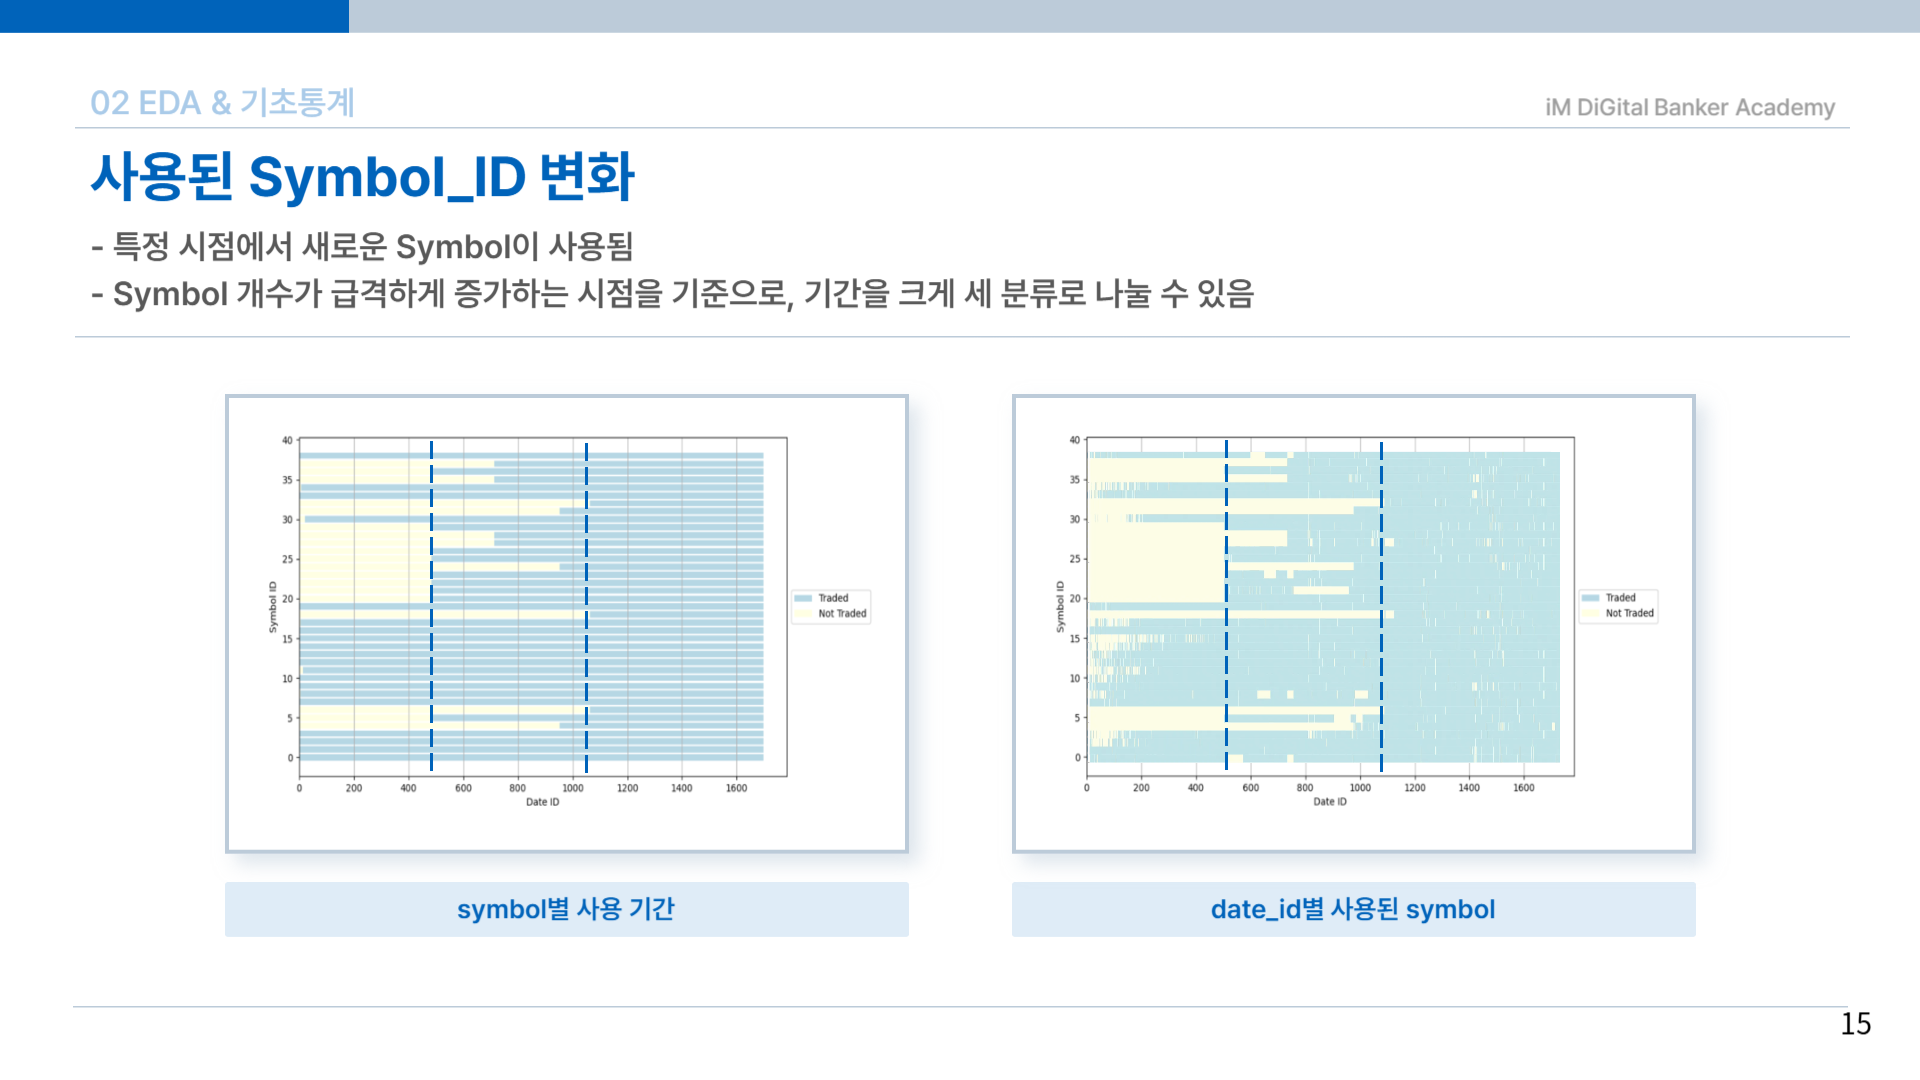 02 EDA & 기초통계
iM DiGital Banker Academy
사용된 Symbol_ID 변화
- 특정 시점에서 새로운 Symbol이 사용됨
- Symbol 개수가 급격하게 증가하는 시점을 기준으로, 기간을 크게 세 분류로 나눌 수 있음
40
35
30
25
20
15
10
5
0
Symbol ID
0 200 400 600 800 1000 1200 1400 1600
Date ID
Traded
Not Traded
symbol별 사용 기간
40
35
30
25
20
15
10
5
0
Symbol ID
0 200 400 600 800 1000 1200 1400 1600
Date ID
Traded
Not Traded
date_id별 사용된 symbol
15